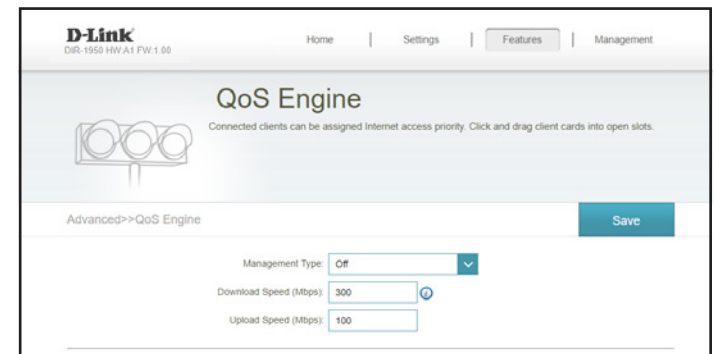 D-Link
DIR-1950 HW:A1 FW:1.00
Home | Settings | Features | Management
QoS Engine
Connected clients can be assigned Internet access priority. Click and drag client cards into open slots.
Advanced>>QoS Engine
Save
Management Type: Off
Download Speed (Mbps): 300
Upload Speed (Mbps): 100